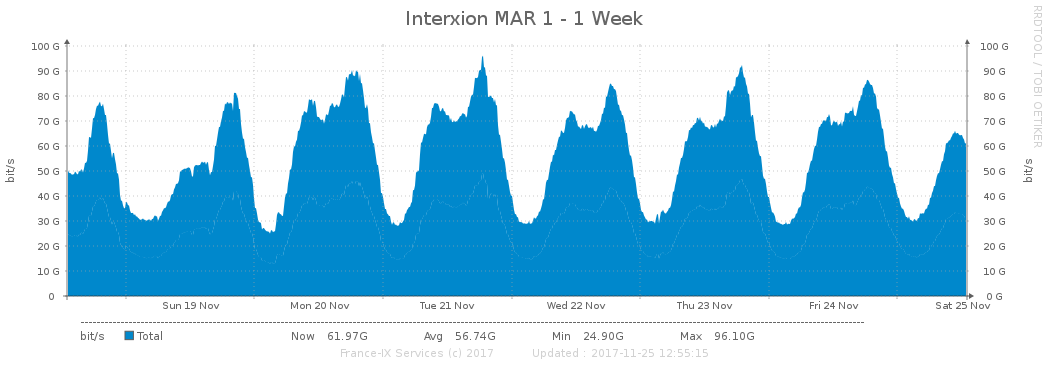 Interxion MAR 1 - 1 Week
RRDTOOL / TOBI OETIKER
bit/s
100 G
90 G
80 G
70 G
60 G
50 G
40 G
30 G
20 G
10 G
0
100 G
90 G
80 G
70 G
60 G
50 G
40 G
30 G
20 G
10 G
0 G
bit/s
Sun 19 Nov Mon 20 Nov Tue 21 Nov Wed 22 Nov Thu 23 Nov Fri 24 Nov Sat 25 Nov
bit/s Total Now 61.97G Avg 56.74G Min 24.90G Max 96.10G
France-IX Services (c) 2017 Updated : 2017-11-25 12:55:15